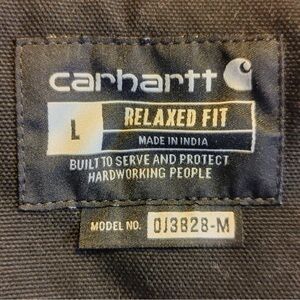 carhartt
L
RELAXED FIT
MADE IN INDIA
BUILT TO SERVE AND PROTECT
HARDWORKING PEOPLE
MODEL NO. OJ3828-M